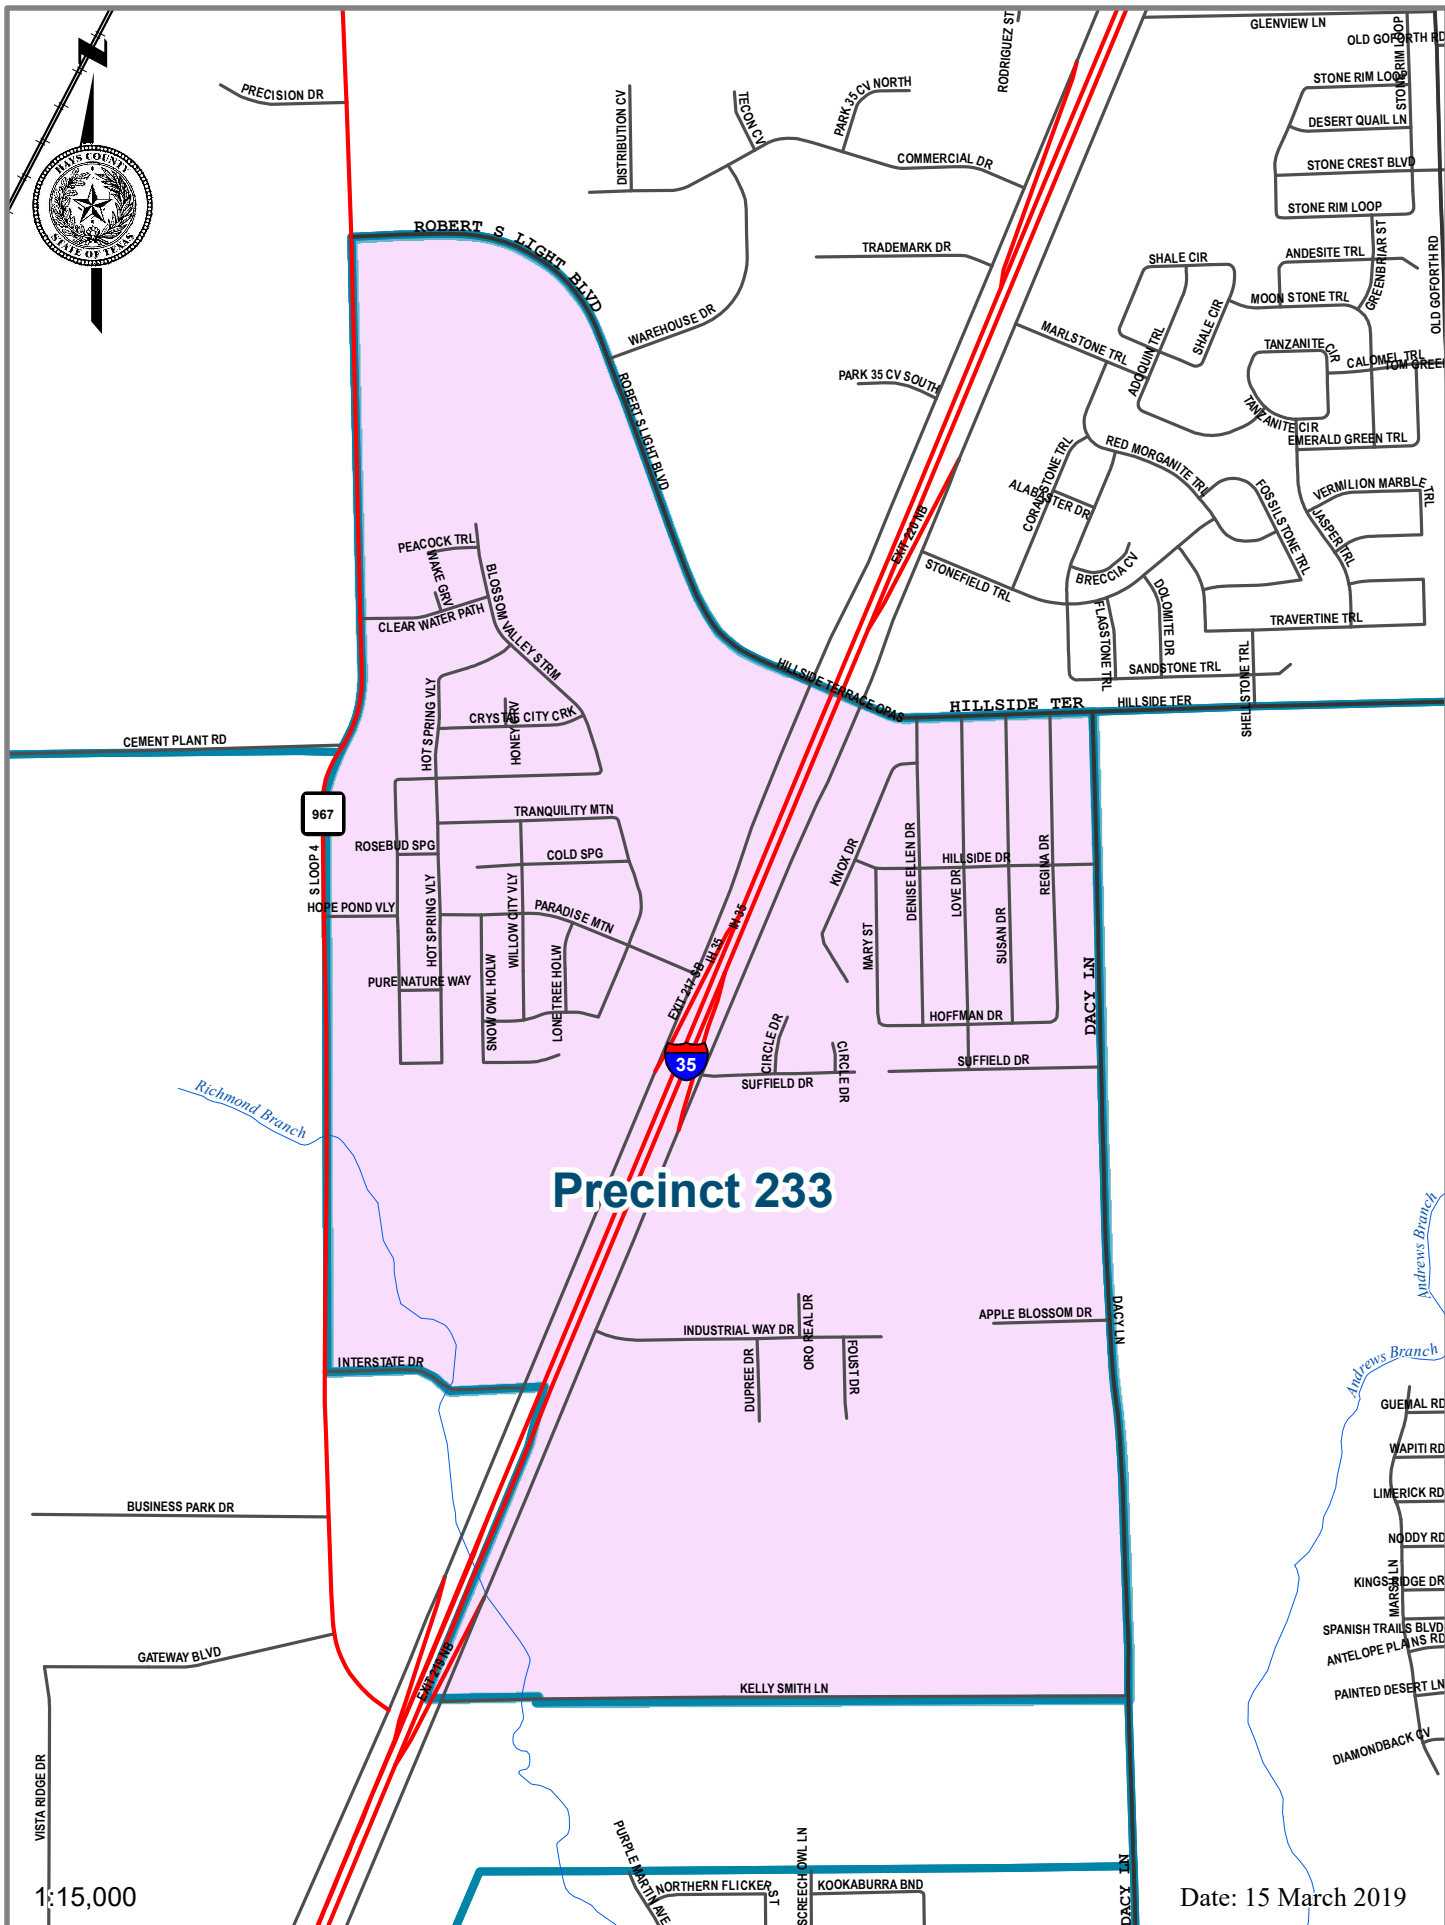 GLENVIEW LN
OLD GOFORTH RD
RODRIGUEZ ST
STONE RIM LOOP
STONE RIM LOOP
PRECISION DR
DISTRIBUTION CV
TECON CV
PARK 35 CV NORTH
COMMERCIAL DR
DESERT QUAIL LN
STONE CREST BLVD
HAYS COUNTY
STATE OF TEXAS
STONE RIM LOOP
ROBERT S LIGHT BLVD
TRADEMARK DR
SHALE CIR
ANDESITE TRL
GREENBRIAR ST
OLD GOFORTH RD
MOON STONE TRL
WAREHOUSE DR
MARLSTONE TRL
SHALE CIR
ADOQUIN TRL
TANZANITE CIR
CALOMEL TRL
TOM GREEN
PARK 35 CV SOUTH
ROBERT S LIGHT BLVD
TANZANITE CIR
EMERALD GREEN TRL
RED MORGANITE TRL
CORALSTONE TRL
ALABASTER DR
FOSSILSTONE TRL
VERMILION MARBLE TRL
JASPER TRL
EXIT 220 NB
PEACOCK TRL
WAKE GRV
BLOSSOM VALLEY STRM
CLEAR WATER PATH
STONEFIELD TRL
BRECCIA CV
FLAGSTONE TRL
DOLOMITE DR
TRAVERTINE TRL
SANDSTONE TRL
SHELLSTONE TRL
HILLSIDE TERRACE OPAS
HILLSIDE TER
HILLSIDE TER
HOT SPRING VLY
CRYSTAL CITY CRK
HONEY GRV
CEMENT PLANT RD
967
S LOOP 4
TRANQUILITY MTN
ROSEBUD SPG
COLD SPG
HOPE POND VLY
HOT SPRING VLY
WILLOW CITY VLY
PARADISE MTN
KNOX DR
DENISE ELLEN DR
HILLSIDE DR
LOVE DR
REGINA DR
SUSAN DR
MARY ST
IH 35
IH 35
EXIT 217 SB
PURE NATURE WAY
SNOW OWL HOLW
LONE TREE HOLW
DACY LN
HOFFMAN DR
CIRCLE DR
CIRCLE DR
SUFFIELD DR
SUFFIELD DR
35
Richmond Branch
Precinct 233
Andrews Branch
INDUSTRIAL WAY DR
ORO REAL DR
APPLE BLOSSOM DR
DACY LN
DUPREE DR
FOUST DR
INTERSTATE DR
Andrews Branch
GUEMAL RD
WAPITI RD
LIMERICK RD
BUSINESS PARK DR
NODDY RD
MARSH LN
KINGS RIDGE DR
SPANISH TRAILS BLVD
ANTELOPE PLAINS RD
GATEWAY BLVD
EXIT 219 NB
KELLY SMITH LN
PAINTED DESERT LN
DIAMONDBACK CV
VISTA RIDGE DR
PURPLE MARTIN AVE
NORTHERN FLICKER ST
SCREECH OWL LN
KOOKABURRA BND
DACY LN
1:15,000
Date: 15 March 2019